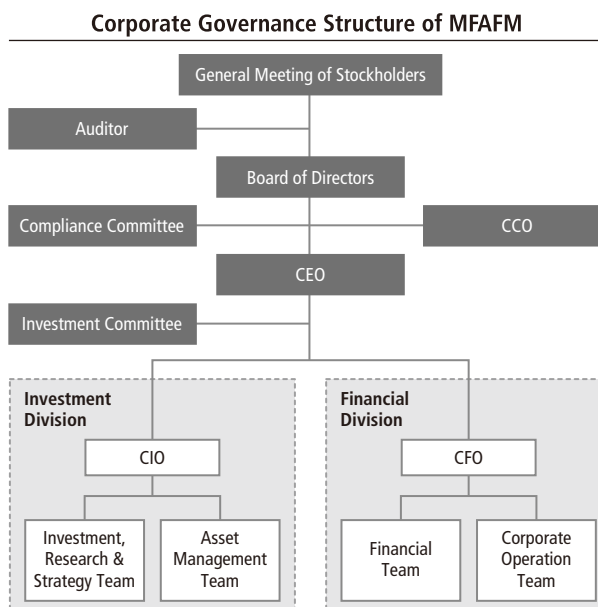 Corporate Governance Structure of MFAFM
General Meeting of Stockholders
Auditor
Board of Directors
Compliance Committee
CCO
CEO
Investment Committee
Investment
Division
CIO
Investment,
Research &
Strategy Team
Asset
Management
Team
Financial
Division
CFO
Financial
Team
Corporate
Operation
Team